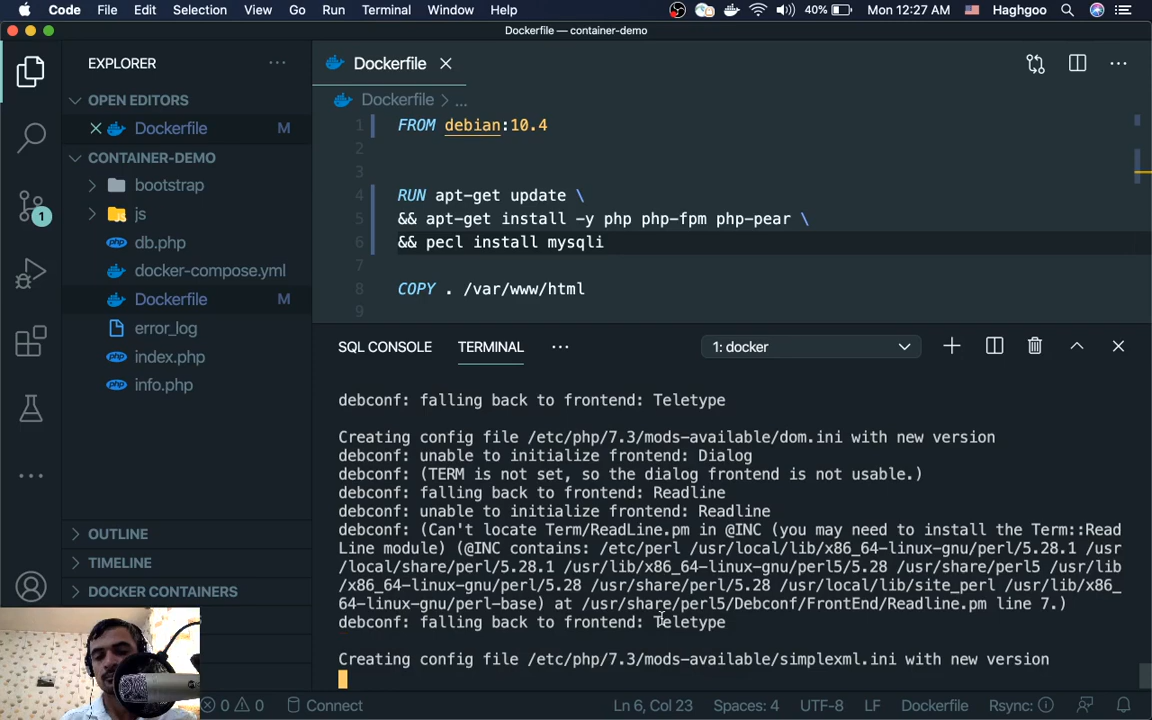 Code File Edit Selection View Go Run Terminal Window Help 40% Mon 12:27 AM Haghgoo
Dockerfile — container-demo
EXPLORER
OPEN EDITORS
Dockerfile M
CONTAINER-DEMO
bootstrap
js
db.php
docker-compose.yml
Dockerfile M
error_log
index.php
info.php
OUTLINE
TIMELINE
DOCKER CONTAINERS
1
Dockerfile
Dockerfile > ...
1 FROM debian:10.4
2
3
4 RUN apt-get update \
5 && apt-get install -y php php-fpm php-pear \
6 && pecl install mysqli
7
8 COPY . /var/www/html
9
SQL CONSOLE TERMINAL 1: docker
debconf: falling back to frontend: Teletype
Creating config file /etc/php/7.3/mods-available/dom.ini with new version
debconf: unable to initialize frontend: Dialog
debconf: (TERM is not set, so the dialog frontend is not usable.)
debconf: falling back to frontend: Readline
debconf: unable to initialize frontend: Readline
debconf: (Can't locate Term/ReadLine.pm in @INC (you may need to install the Term::Read
Line module) (@INC contains: /etc/perl /usr/local/lib/x86_64-linux-gnu/perl/5.28.1 /usr
/local/share/perl/5.28.1 /usr/lib/x86_64-linux-gnu/perl5/5.28 /usr/share/perl5 /usr/lib
/x86_64-linux-gnu/perl/5.28 /usr/share/perl/5.28 /usr/local/lib/site_perl /usr/lib/x86_
64-linux-gnu/perl-base) at /usr/share/perl5/Debconf/FrontEnd/Readline.pm line 7.)
debconf: falling back to frontend: Teletype
Creating config file /etc/php/7.3/mods-available/simplexml.ini with new version
0 0 Connect Ln 6, Col 23 Spaces: 4 UTF-8 LF Dockerfile Rsync: